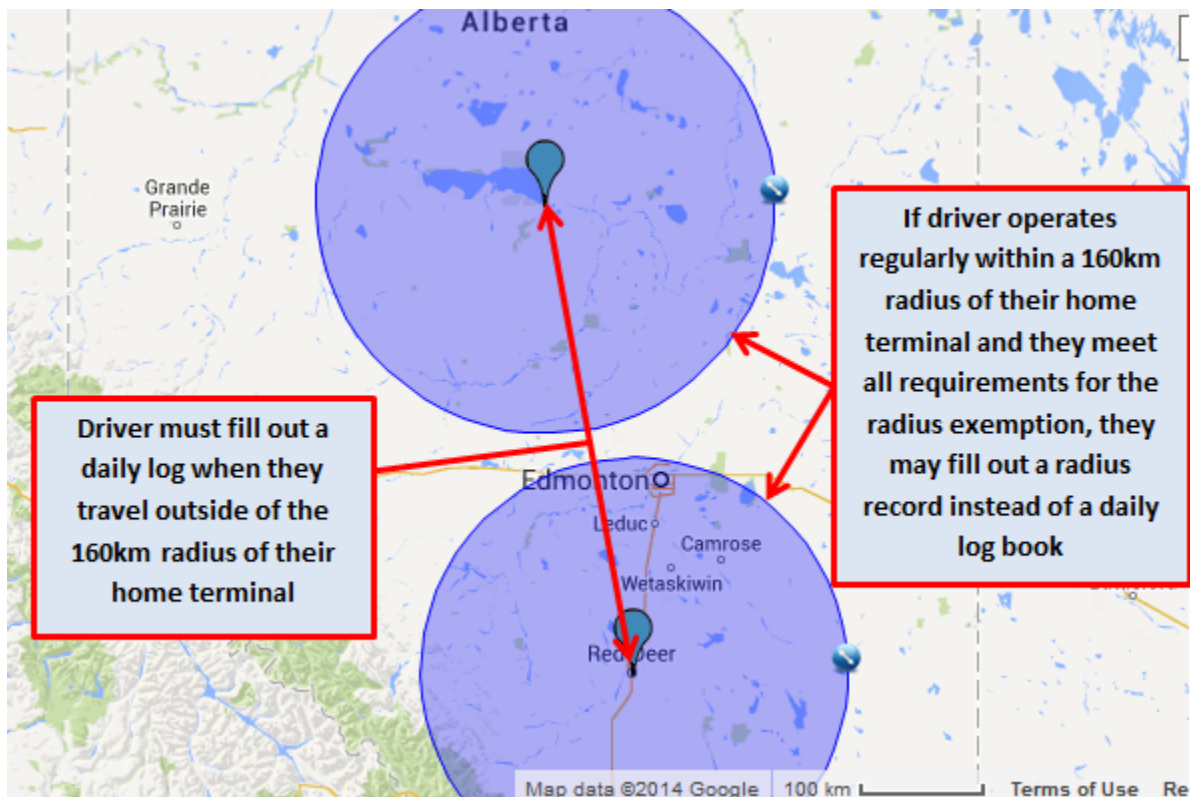 Alberta
Grande
Prairie
If driver operates
regularly within a 160km
radius of their home
terminal and they meet
all requirements for the
radius exemption, they
may fill out a radius
record instead of a daily
log book
Driver must fill out a
daily log when they
travel outside of the
160km radius of their
home terminal
Edmonton
Leduc
Camrose
Wetaskiwin
Red Deer
Map data ©2014 Google
100 km
Terms of Use
Re